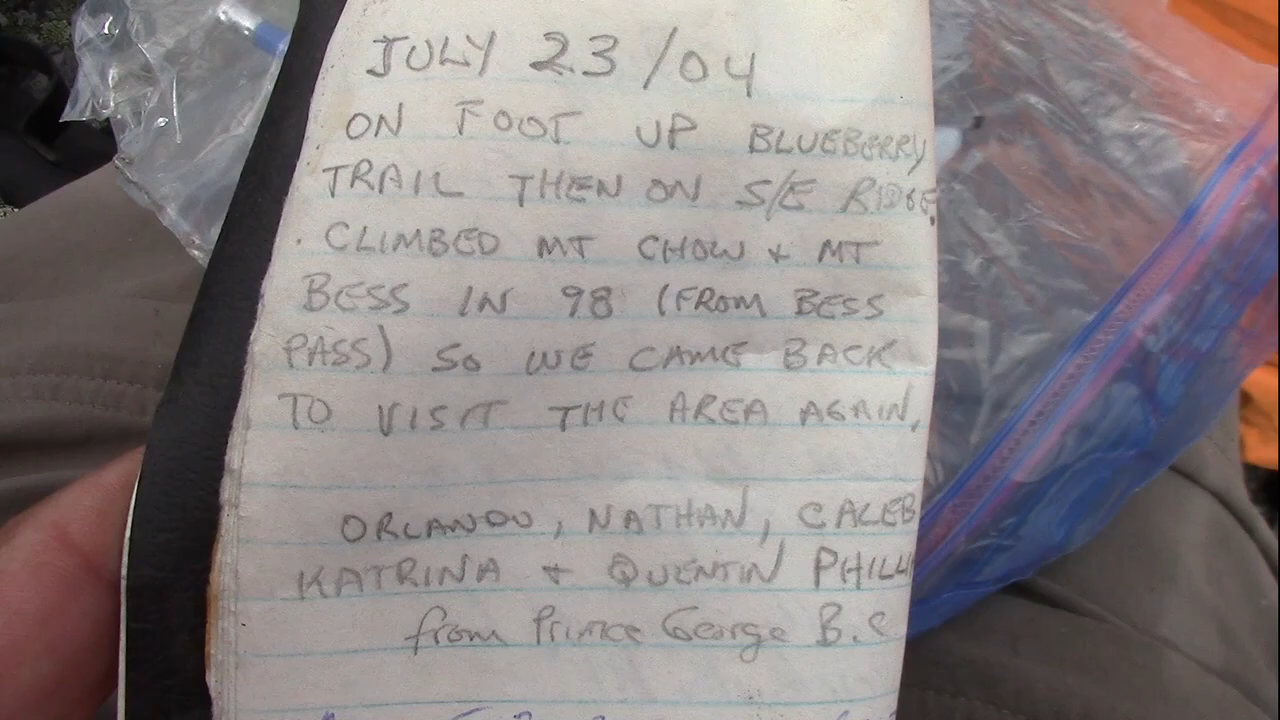 JULY 23/04
ON FOOT UP BLUEBERRY
TRAIL THEN ON S/E RIDGE.
CLIMBED MT CHOW + MT
BESS IN 98 (FROM BESS
PASS) SO WE CAME BACK
TO VISIT THE AREA AGAIN.
ORLANDO, NATHAN, CALEB
KATRINA + QUENTIN PHILLI
from Prince George B.C